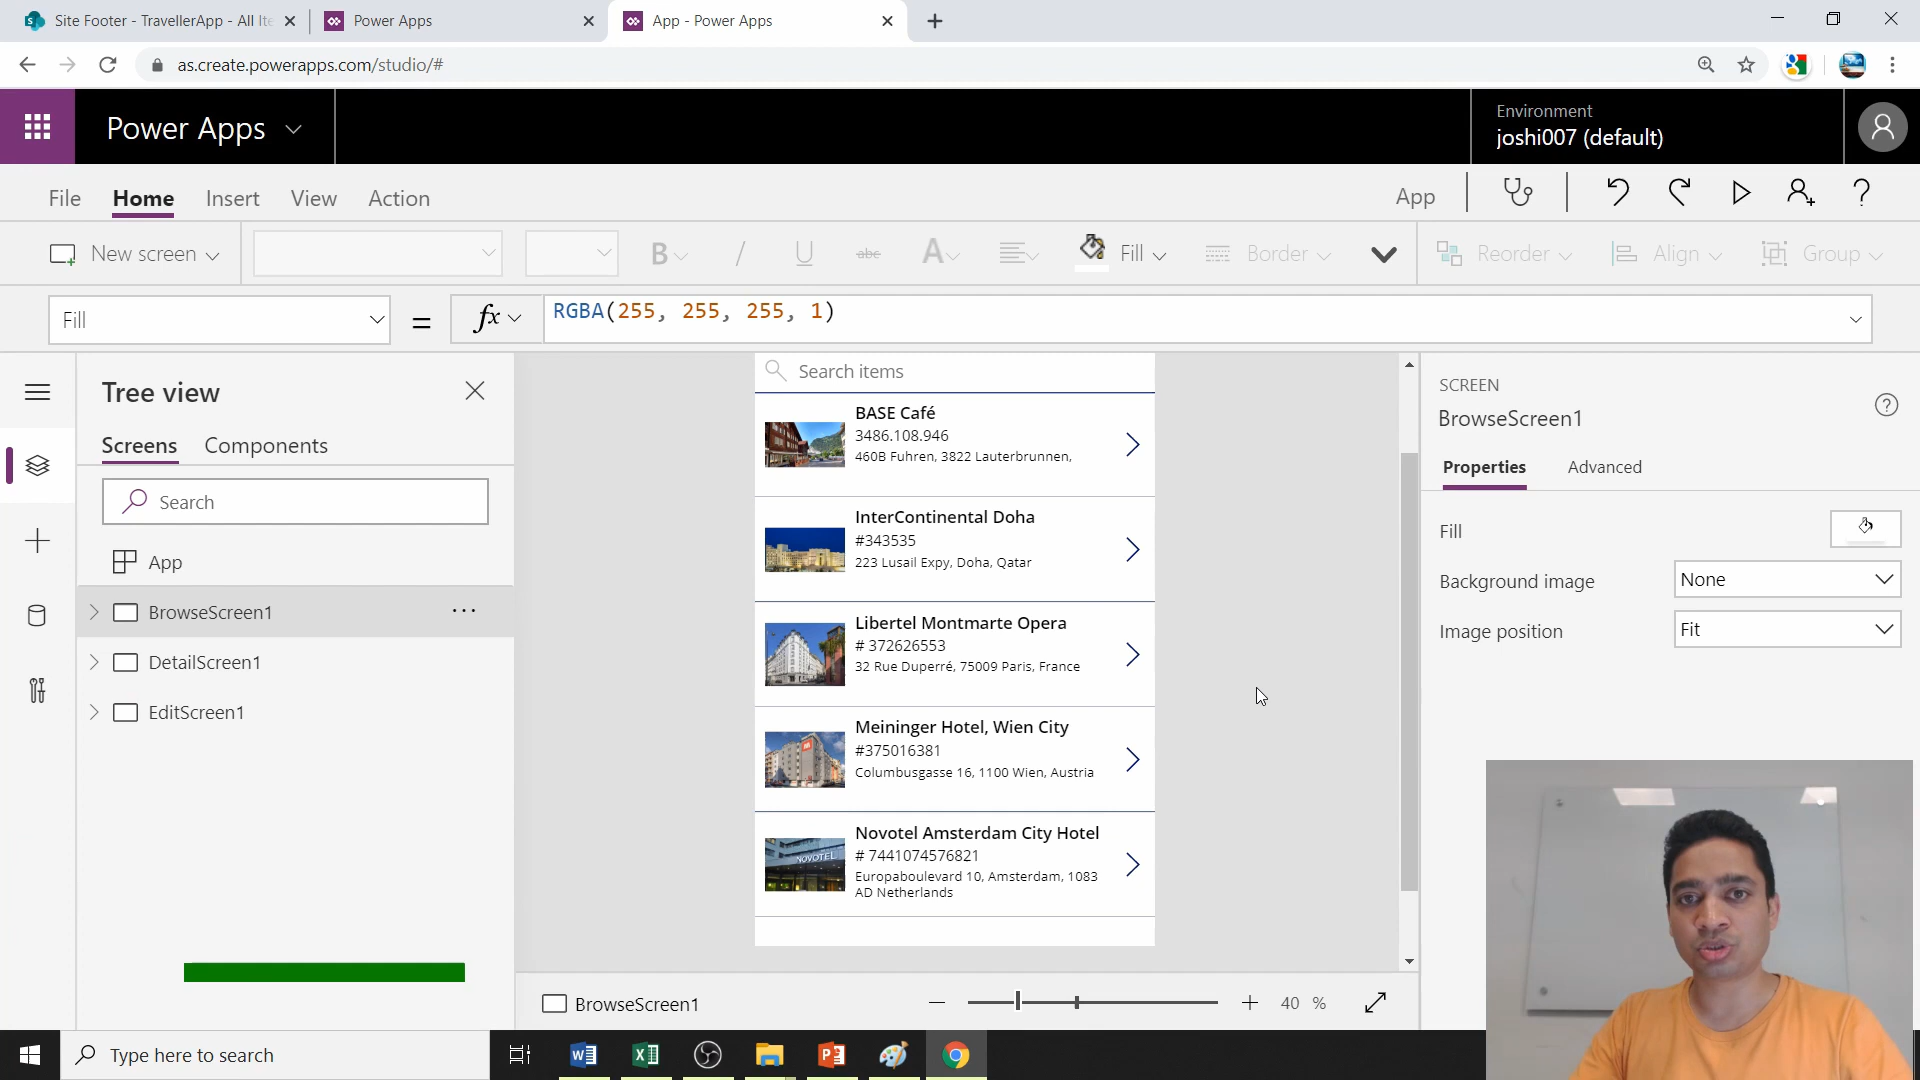 Site Footer - TravellerApp - All Ite
Power Apps
App - Power Apps
as.create.powerapps.com/studio/#
Power Apps
Environment
joshi007 (default)
File
Home
Insert
View
Action
App
New screen
B
/
U
abc
A
Fill
Border
Reorder
Align
Group
Fill
=
fx
RGBA(255, 255, 255, 1)
Tree view
Screens
Components
Search
App
BrowseScreen1
DetailScreen1
EditScreen1
Search items
BASE Café
3486.108.946
460B Fuhren, 3822 Lauterbrunnen,
InterContinental Doha
#343535
223 Lusail Expy, Doha, Qatar
Libertel Montmarte Opera
# 372626553
32 Rue Duperré, 75009 Paris, France
Meininger Hotel, Wien City
#375016381
Columbusgasse 16, 1100 Wien, Austria
NOVOTEL
Novotel Amsterdam City Hotel
# 7441074576821
Europaboulevard 10, Amsterdam, 1083
AD Netherlands
SCREEN
BrowseScreen1
Properties
Advanced
Fill
Background image
None
Image position
Fit
BrowseScreen1
40 %
Type here to search